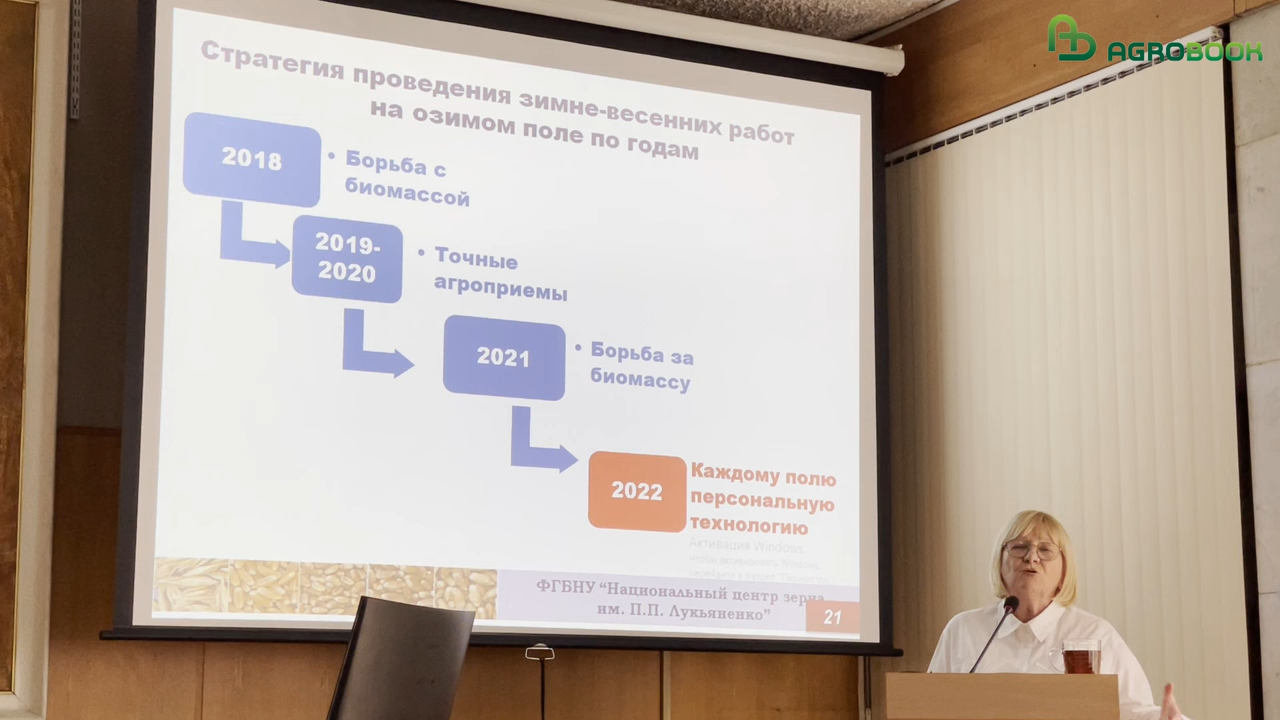 AGROBOOK
Стратегия проведения зимне-весенних работ
на озимом поле по годам
2018
• Борьба с
биомассой
2019-
2020
• Точные
агроприемы
2021
• Борьба за
биомассу
2022
Каждому полю
персональную
технологию
Активация Windows
ФГБНУ “Национальный центр зерна
им. П.П. Лукьяненко”
21